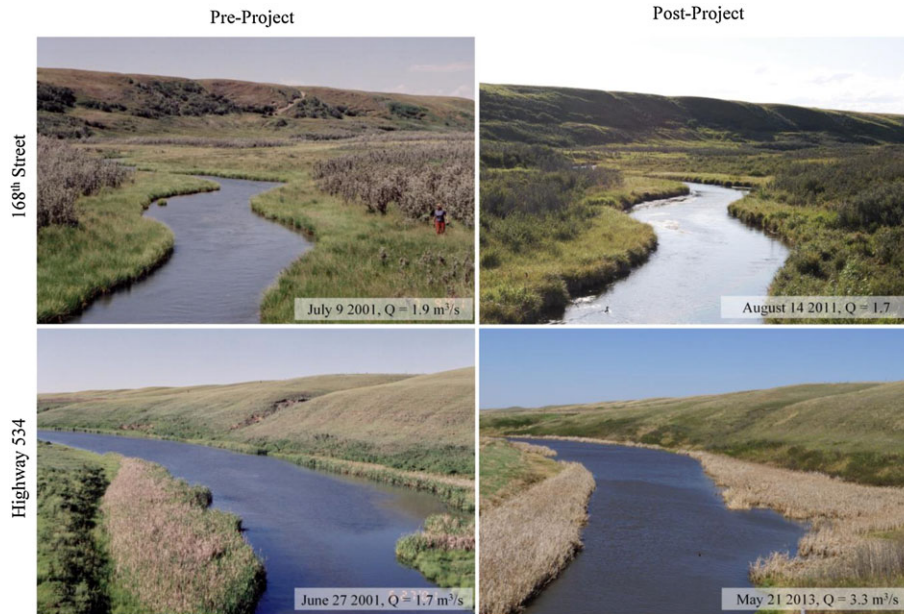 Pre-Project
Post-Project
168th Street
July 9 2001, Q = 1.9 m³/s
August 14 2011, Q = 1.7
Highway 534
June 27 2001, Q = 1.7 m³/s
May 21 2013, Q = 3.3 m³/s